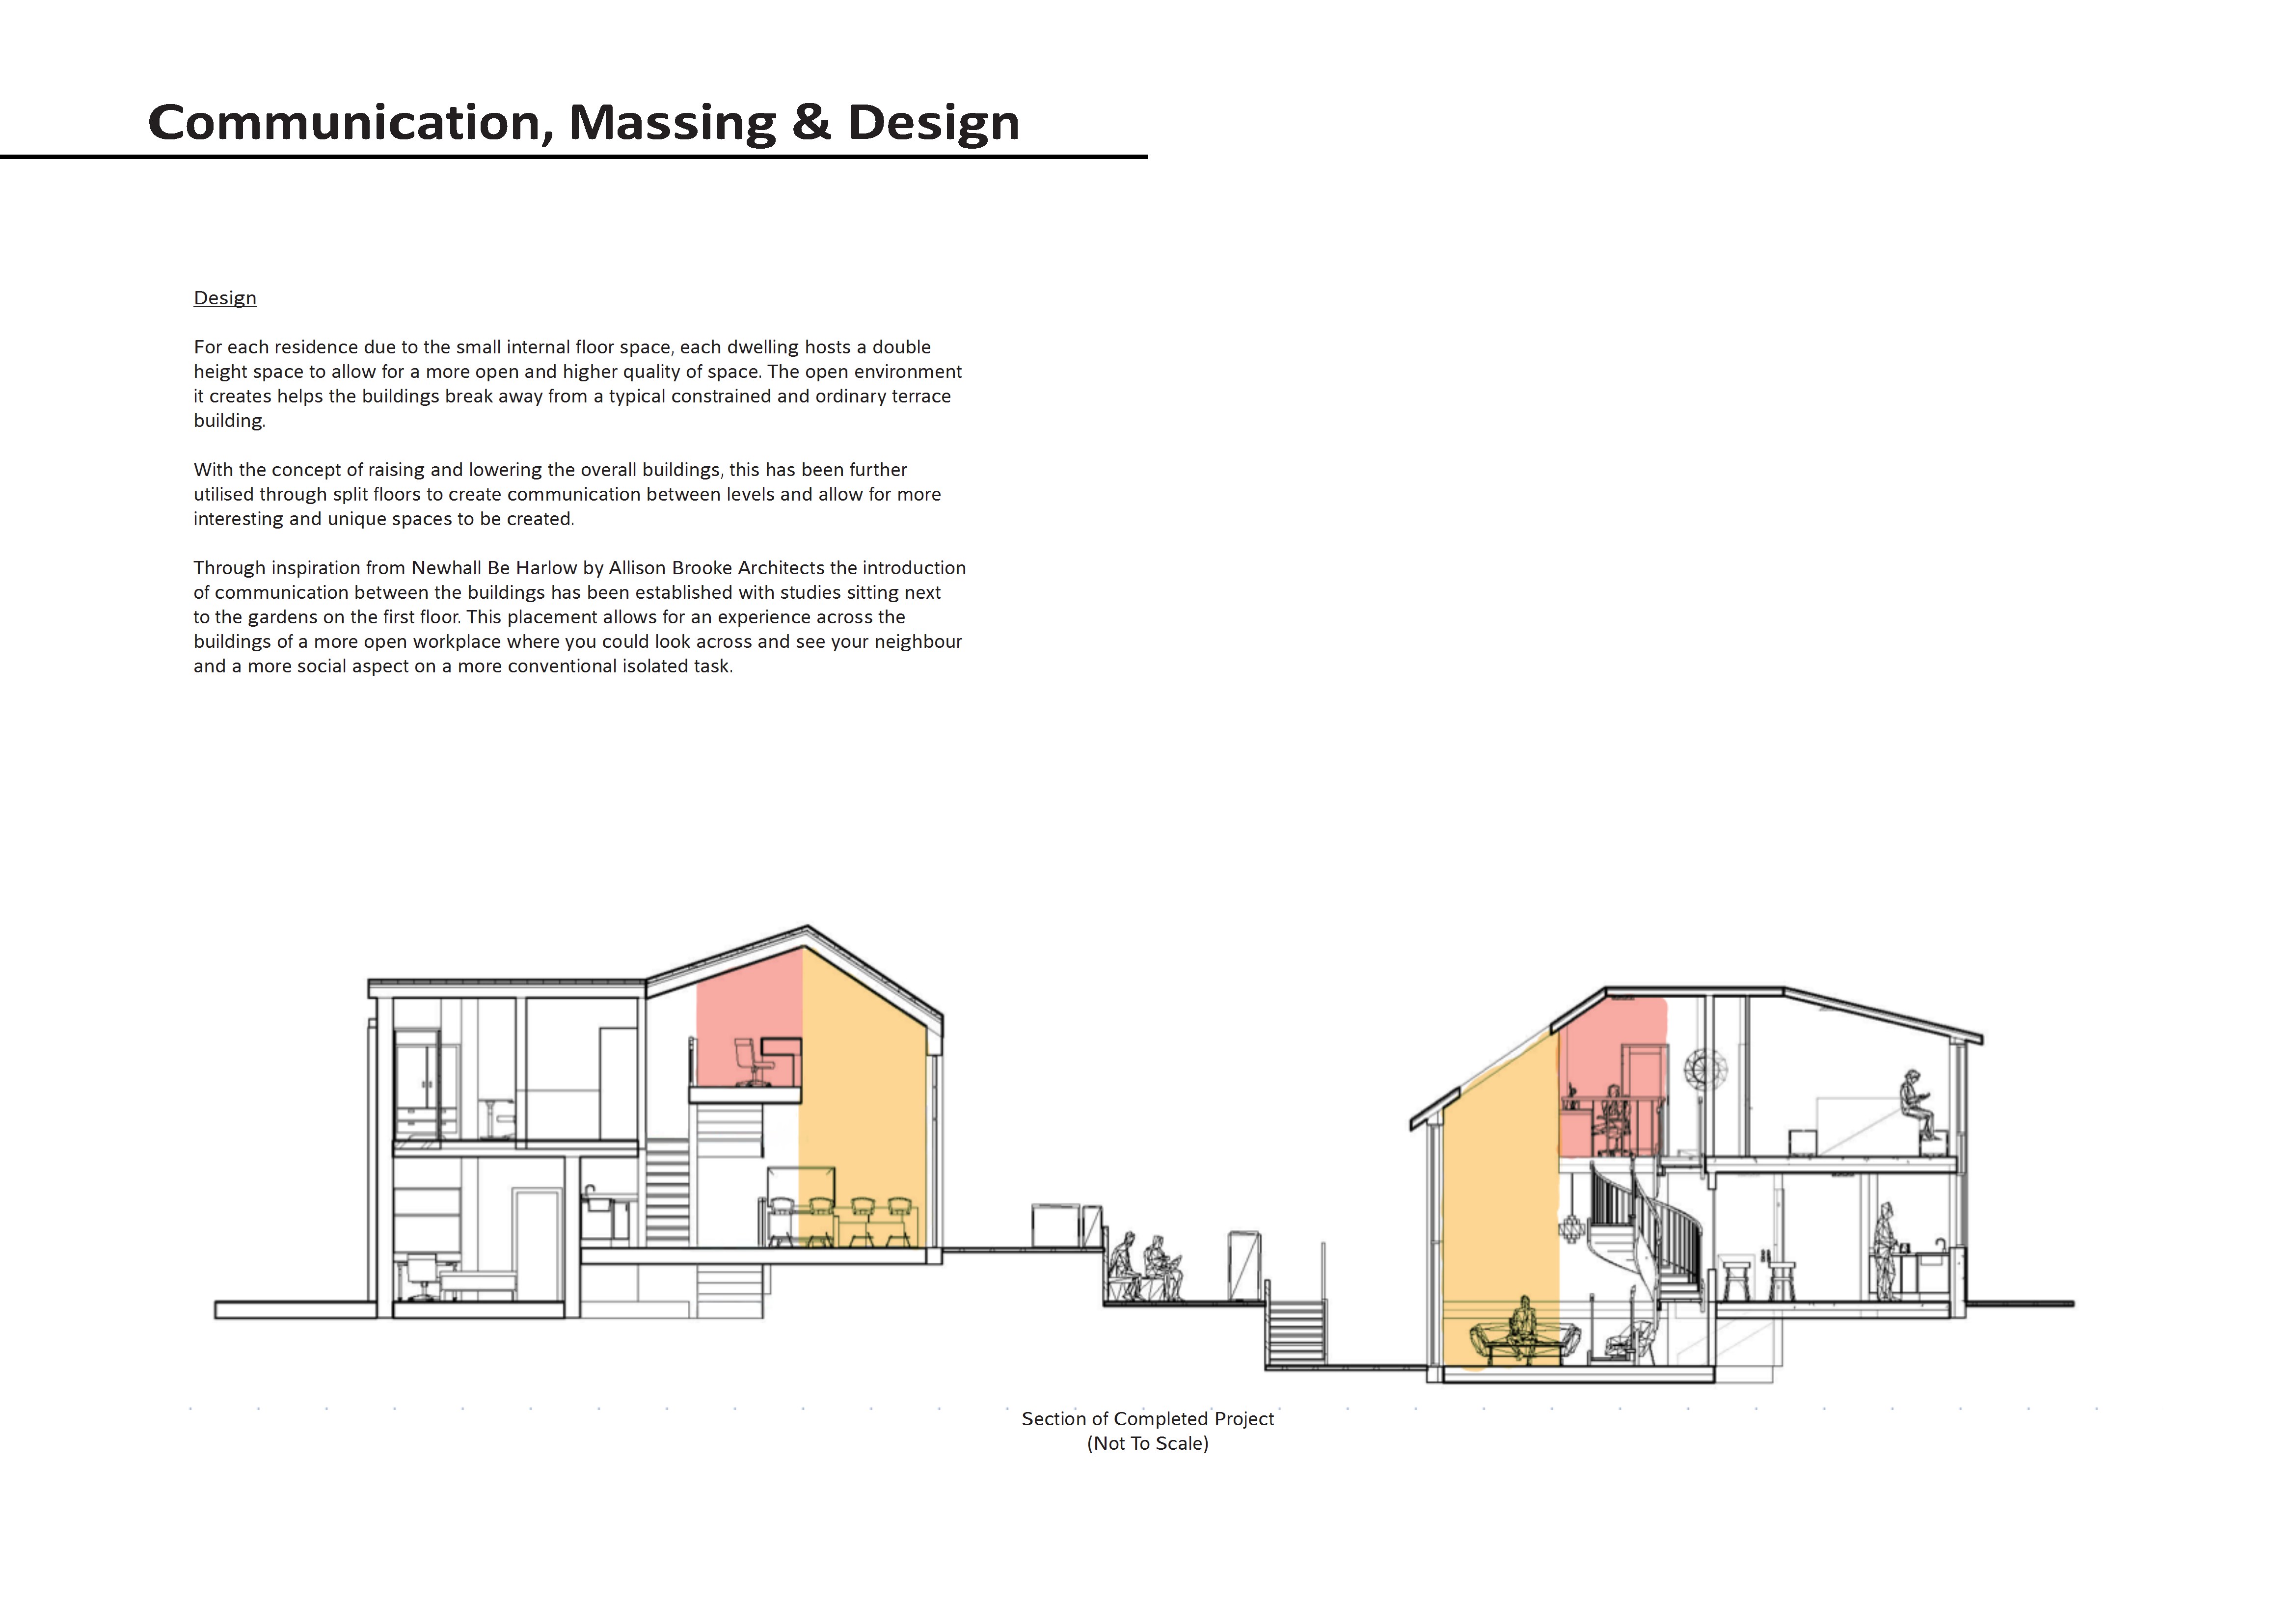 Communication, Massing & Design
Design
For each residence due to the small internal floor space, each dwelling hosts a double
height space to allow for a more open and higher quality of space. The open environment
it creates helps the buildings break away from a typical constrained and ordinary terrace
building.
With the concept of raising and lowering the overall buildings, this has been further
utilised through split floors to create communication between levels and allow for more
interesting and unique spaces to be created.
Through inspiration from Newhall Be Harlow by Allison Brooke Architects the introduction
of communication between the buildings has been established with studies sitting next
to the gardens on the first floor. This placement allows for an experience across the
buildings of a more open workplace where you could look across and see your neighbour
and a more social aspect on a more conventional isolated task.
Section of Completed Project
(Not To Scale)